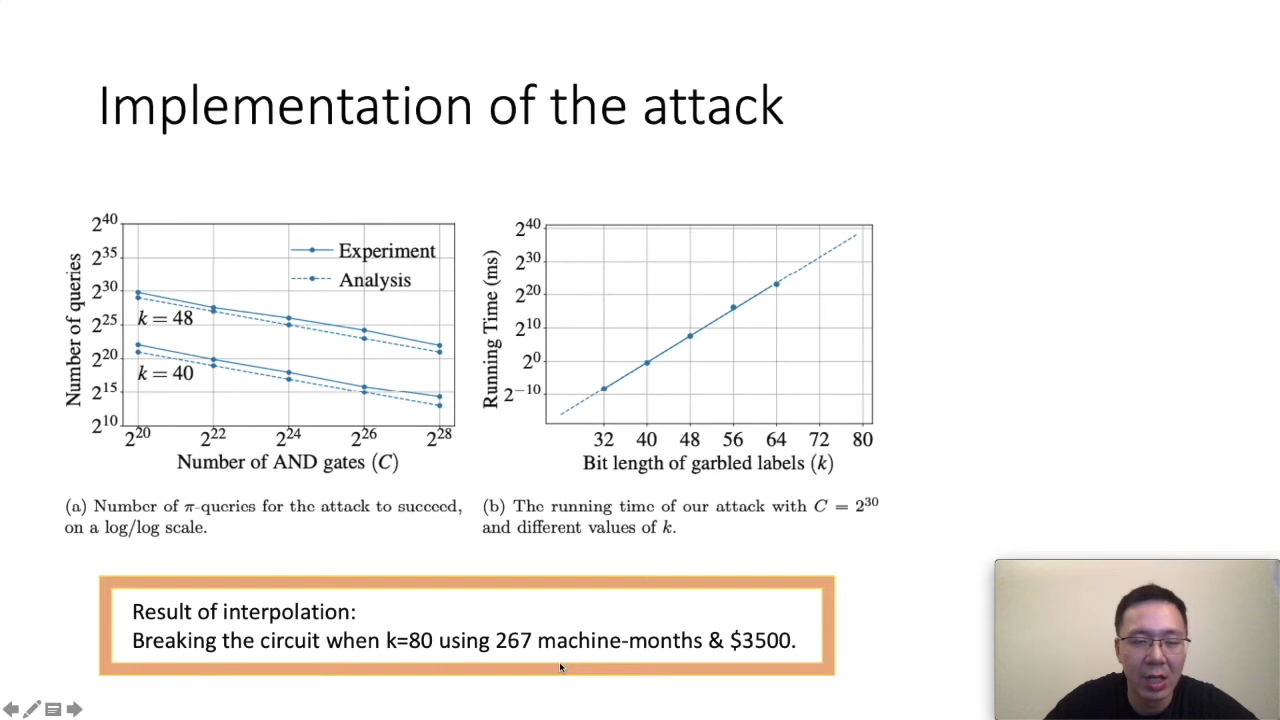 Implementation of the attack
Number of queries
2^40
2^35
2^30
2^25
2^20
2^15
2^10
Experiment
Analysis
k = 48
k = 40
2^20 2^22 2^24 2^26 2^28
Number of AND gates (C)
Running Time (ms)
2^40
2^30
2^20
2^10
2^0
2^−10
32 40 48 56 64 72 80
Bit length of garbled labels (k)
(a) Number of π-queries for the attack to succeed,
on a log/log scale.
(b) The running time of our attack with C = 2^30
and different values of k.
Result of interpolation:
Breaking the circuit when k=80 using 267 machine-months & $3500.